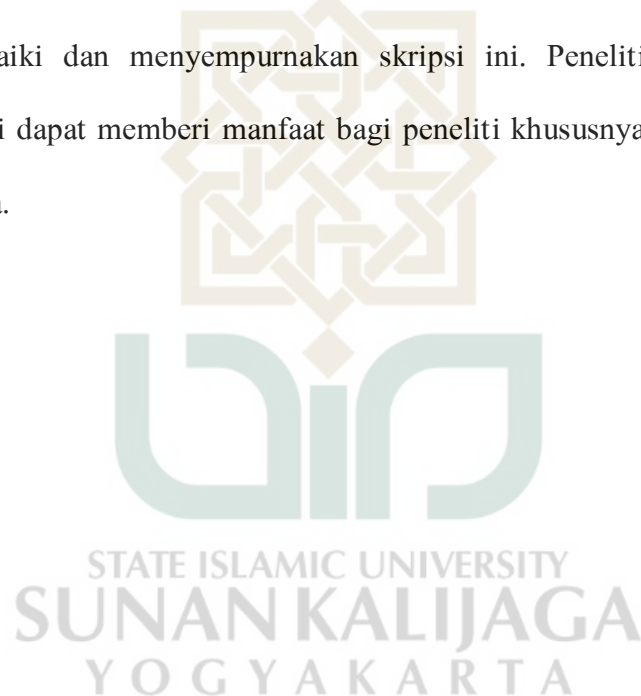 aiki dan menyempurnakan skripsi ini. Peneliti
i dapat memberi manfaat bagi peneliti khususnya
.
STATE ISLAMIC UNIVERSITY
SUNAN KALIJAGA
YOGYAKARTA